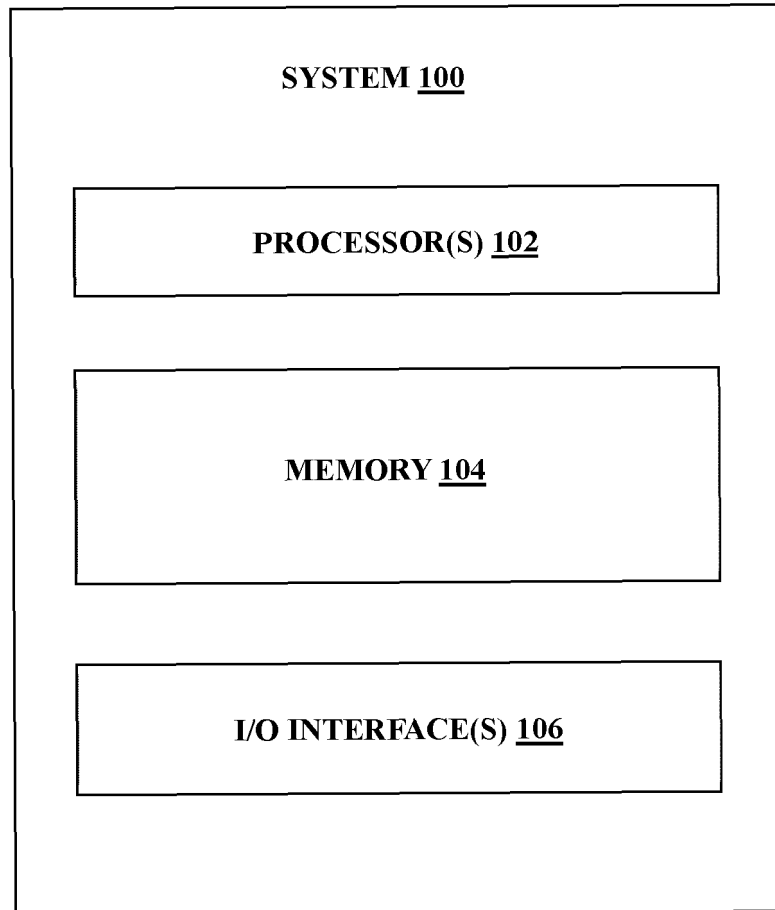 SYSTEM 100
PROCESSOR(S) 102
MEMORY 104
I/O INTERFACE(S) 106